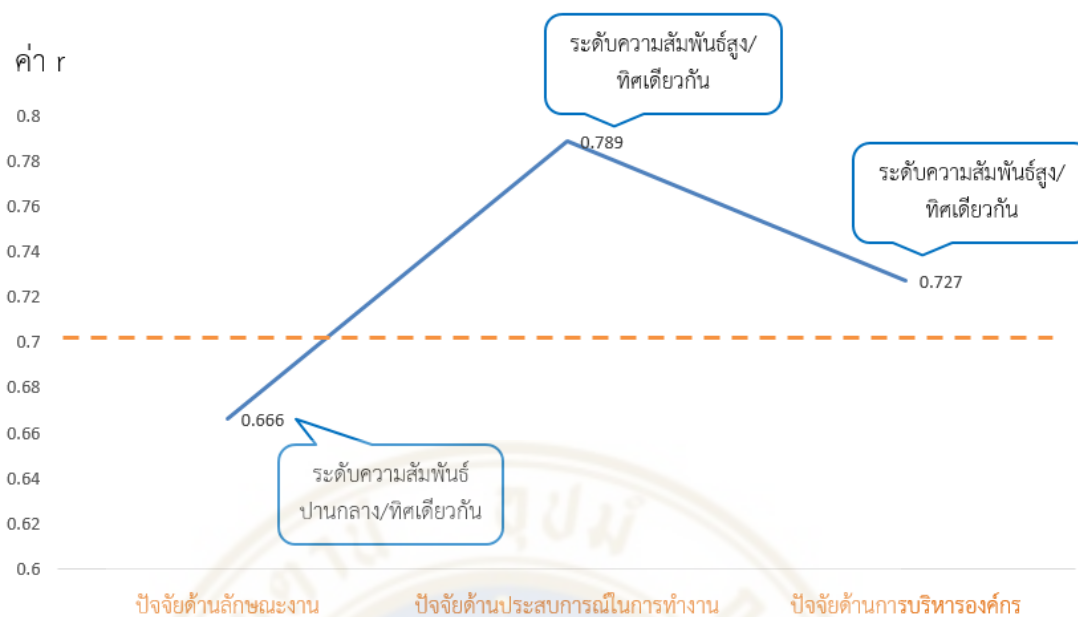 ค่า r
ระดับความสัมพันธ์สูง/
ทิศเดียวกัน
0.8
0.789
0.78
ระดับความสัมพันธ์สูง/
ทิศเดียวกัน
0.76
0.74
0.72
0.727
0.7
0.68
0.66
0.666
ระดับความสัมพันธ์
ปานกลาง/ทิศเดียวกัน
0.64
0.62
0.6
ปัจจัยด้านลักษณะงาน
ปัจจัยด้านประสบการณ์ในการทำงาน
ปัจจัยด้านการบริหารองค์กร